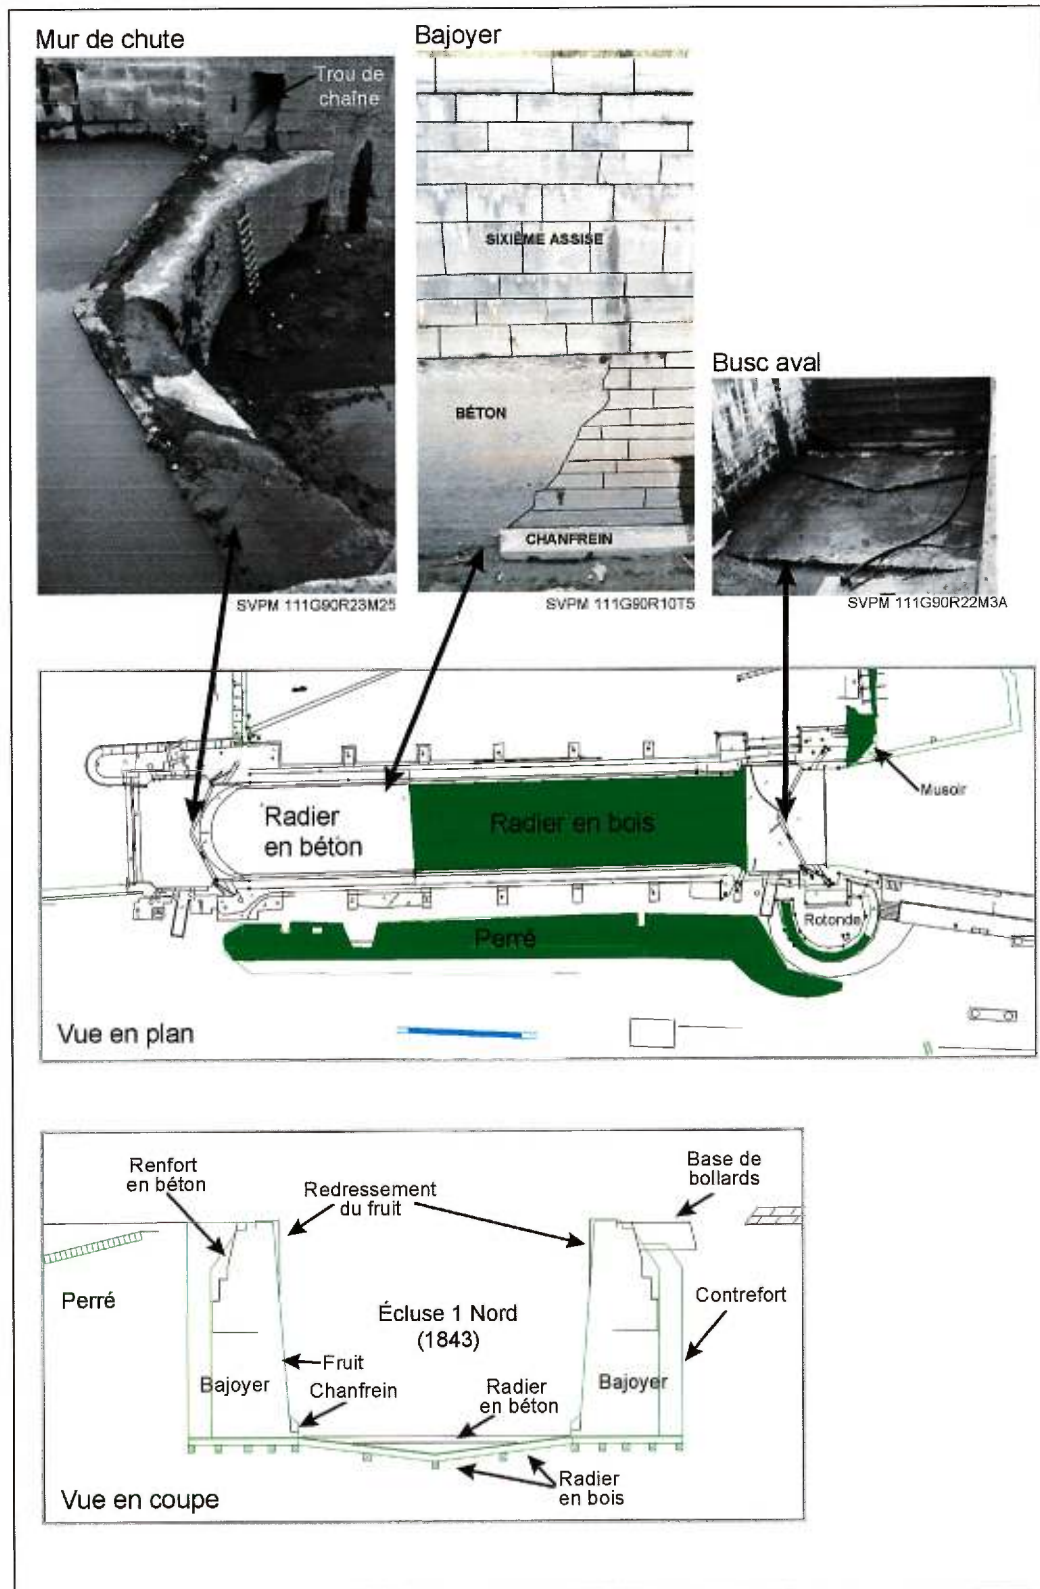 Mur de chute
Trou de
chaîne
SVPM 111G90R23M25
Bajoyer
SIXIÈME ASSISE
BÉTON
CHANFREIN
SVPM 111G90R10T5
Busc aval
SVPM 111G90R22M3A
Radier
en béton
Radier en bois
Musoir
Perré
Rotonde
Vue en plan
Renfort
en béton
Redressement
du fruit
Base de
bollards
Perré
Écluse 1 Nord
(1843)
Contrefort
Fruit
Bajoyer
Chanfrein
Radier
en béton
Bajoyer
Radier
en bois
Vue en coupe